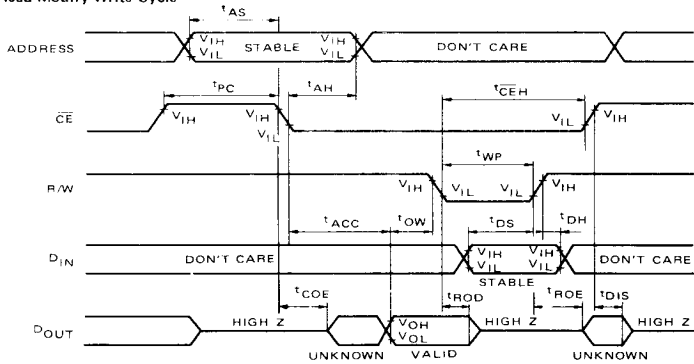 Read Modify Write Cycle
tAS
ADDRESS VIH VIL STABLE VIH VIL DON'T CARE
tPC tAH tCEH
CE VIH VIH VIL VIL VIH
tWP
R/W VIH VIL VIL VIH
tACC tOW tDS tDH
DIN DON'T CARE VIH VIL VIH VIL DON'T CARE
STABLE
tCOE tROD tROE tDIS
DOUT HIGH Z VOH VOL HIGH Z HIGH Z
UNKNOWN VALID UNKNOWN